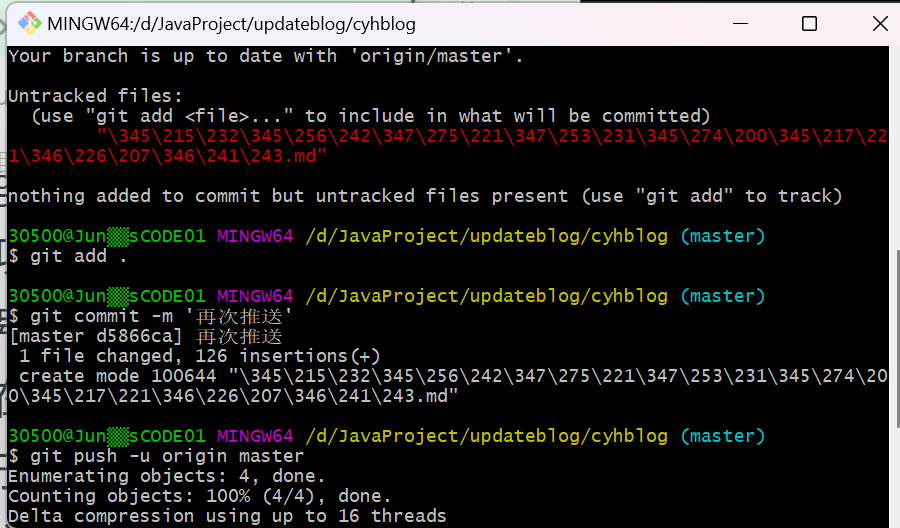 MINGW64:/d/JavaProject/updateblog/cyhblog
Your branch is up to date with 'origin/master'.
Untracked files:
(use "git add <file>..." to include in what will be committed)
"\345\215\232\345\256\242\347\275\221\347\253\231\345\274\200\345\217\22
1\346\226\207\346\241\243.md"
nothing added to commit but untracked files present (use "git add" to track)
30500@Jun▒▒sCODE01 MINGW64 /d/JavaProject/updateblog/cyhblog (master)
$ git add .
30500@Jun▒▒sCODE01 MINGW64 /d/JavaProject/updateblog/cyhblog (master)
$ git commit -m '再次推送'
[master d5866ca] 再次推送
1 file changed, 126 insertions(+)
create mode 100644 "\345\215\232\345\256\242\347\275\221\347\253\231\345\274\20
0\345\217\221\346\226\207\346\241\243.md"
30500@Jun▒▒sCODE01 MINGW64 /d/JavaProject/updateblog/cyhblog (master)
$ git push -u origin master
Enumerating objects: 4, done.
Counting objects: 100% (4/4), done.
Delta compression using up to 16 threads